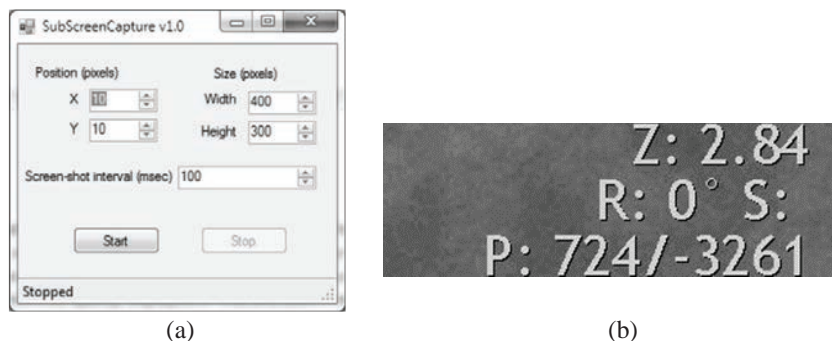 SubScreenCapture v1.0
Position (pixels) Size (pixels)
X 10 Width 400
Y 10 Height 300
Screen-shot interval (msec) 100
Start Stop
Stopped
(a)
Z: 2.84
R: 0° S:
P: 724/-3261
(b)